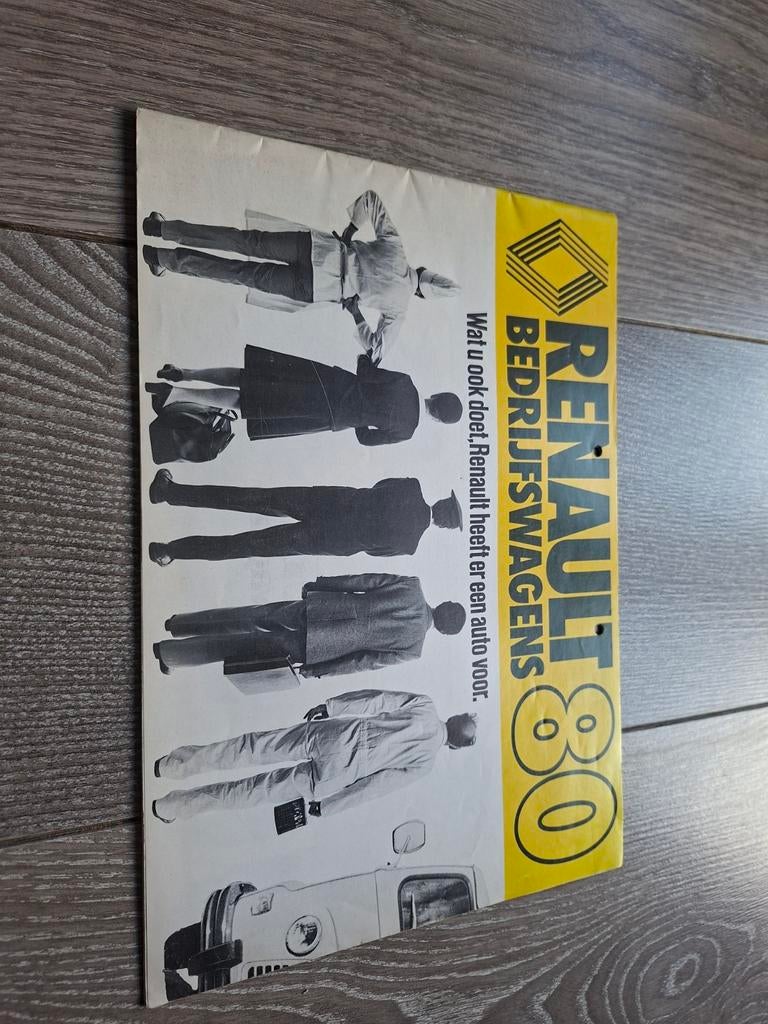 RENAULT 80
BEDRIJFSWAGENS
Wat u ook doet, Renault heeft er een auto voor.